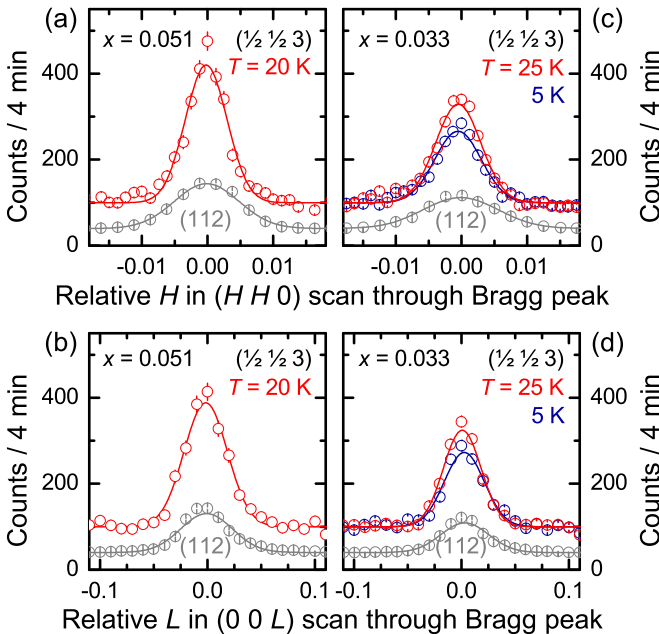 (a) x = 0.051 (½ ½ 3)
T = 20 K
(112)
(c) x = 0.033 (½ ½ 3)
T = 25 K
5 K
(112)
Counts / 4 min
400
200
0
Counts / 4 min
400
200
0
-0.01 0.00 0.01
-0.01 0.00 0.01
Relative H in (H H 0) scan through Bragg peak
(b) x = 0.051 (½ ½ 3)
T = 20 K
(112)
(d) x = 0.033 (½ ½ 3)
T = 25 K
5 K
(112)
Counts / 4 min
400
200
0
Counts / 4 min
400
200
0
-0.1 0.0 0.1
-0.1 0.0 0.1
Relative L in (0 0 L) scan through Bragg peak